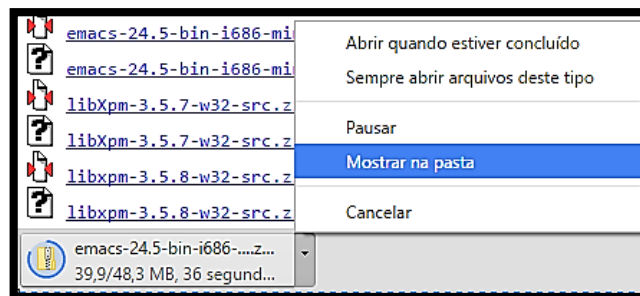 emacs-24.5-bin-i686-mi
emacs-24.5-bin-i686-mi
libXpm-3.5.7-w32-src.z
libXpm-3.5.7-w32-src.z
libxpm-3.5.8-w32-src.z
libxpm-3.5.8-w32-src.z
Abrir quando estiver concluído
Sempre abrir arquivos deste tipo
Pausar
Mostrar na pasta
Cancelar
emacs-24.5-bin-i686-....z...
39,9/48,3 MB, 36 segund...